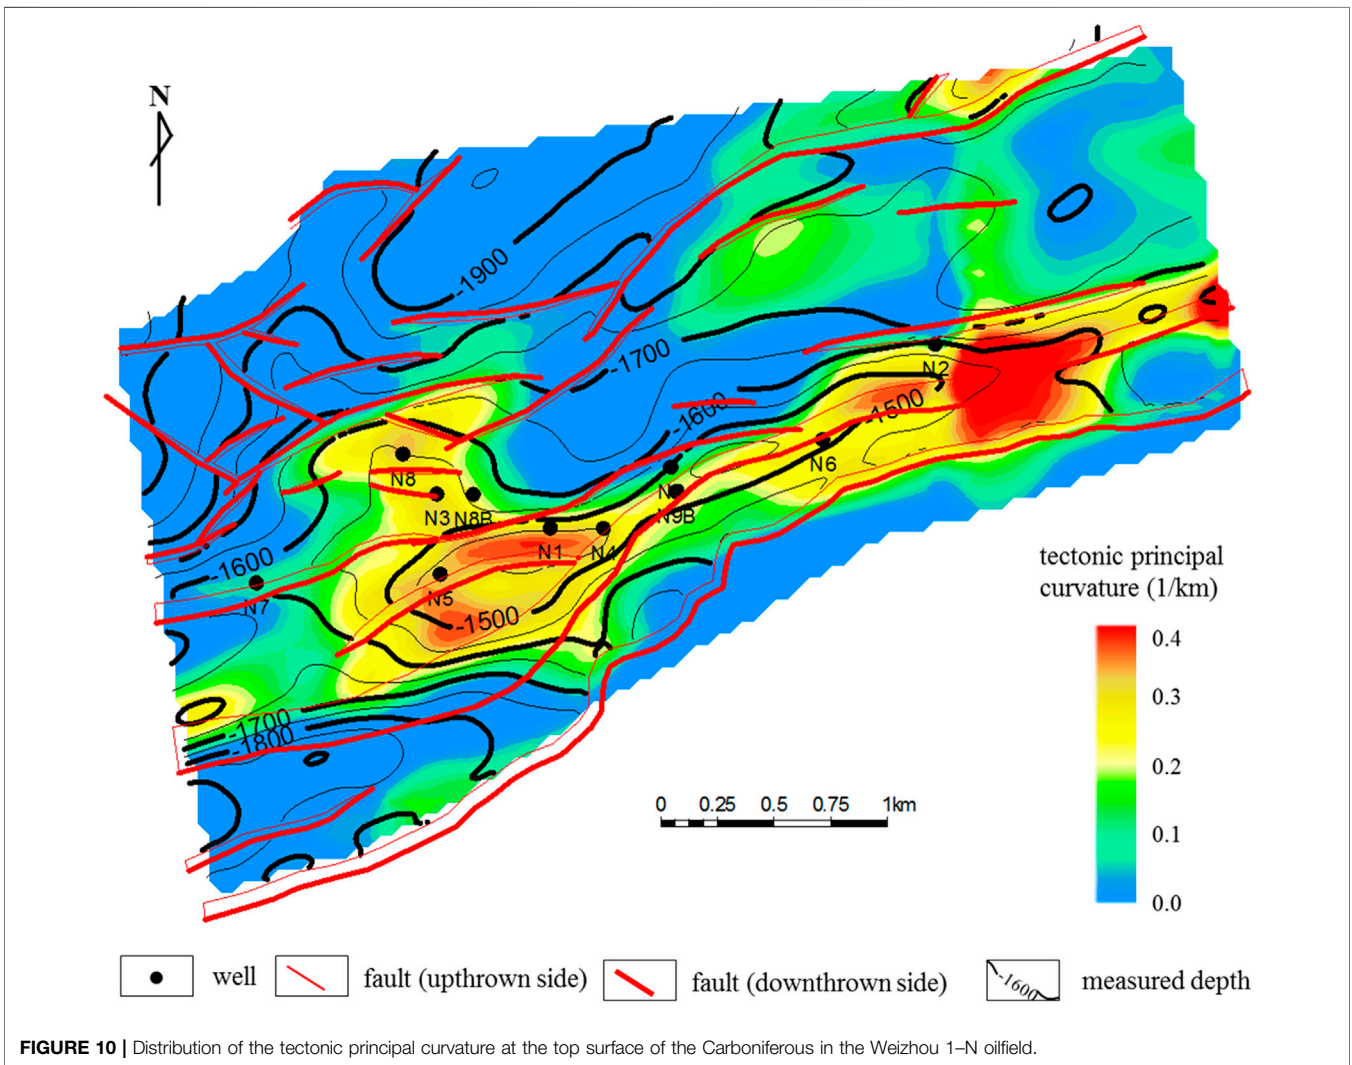 N
-1900
-1700
-1600
N2
-1500
N6
N8
N3
N8B
N9B
N1
N4
-1600
N7
N5
-1500
-1700
-1800
tectonic principal
curvature (1/km)
0.4
0.3
0.2
0.1
0.0
0 0.25 0.5 0.75 1km
well
fault (upthrown side)
fault (downthrown side)
-1600
measured depth
FIGURE 10 | Distribution of the tectonic principal curvature at the top surface of the Carboniferous in the Weizhou 1–N oilfield.